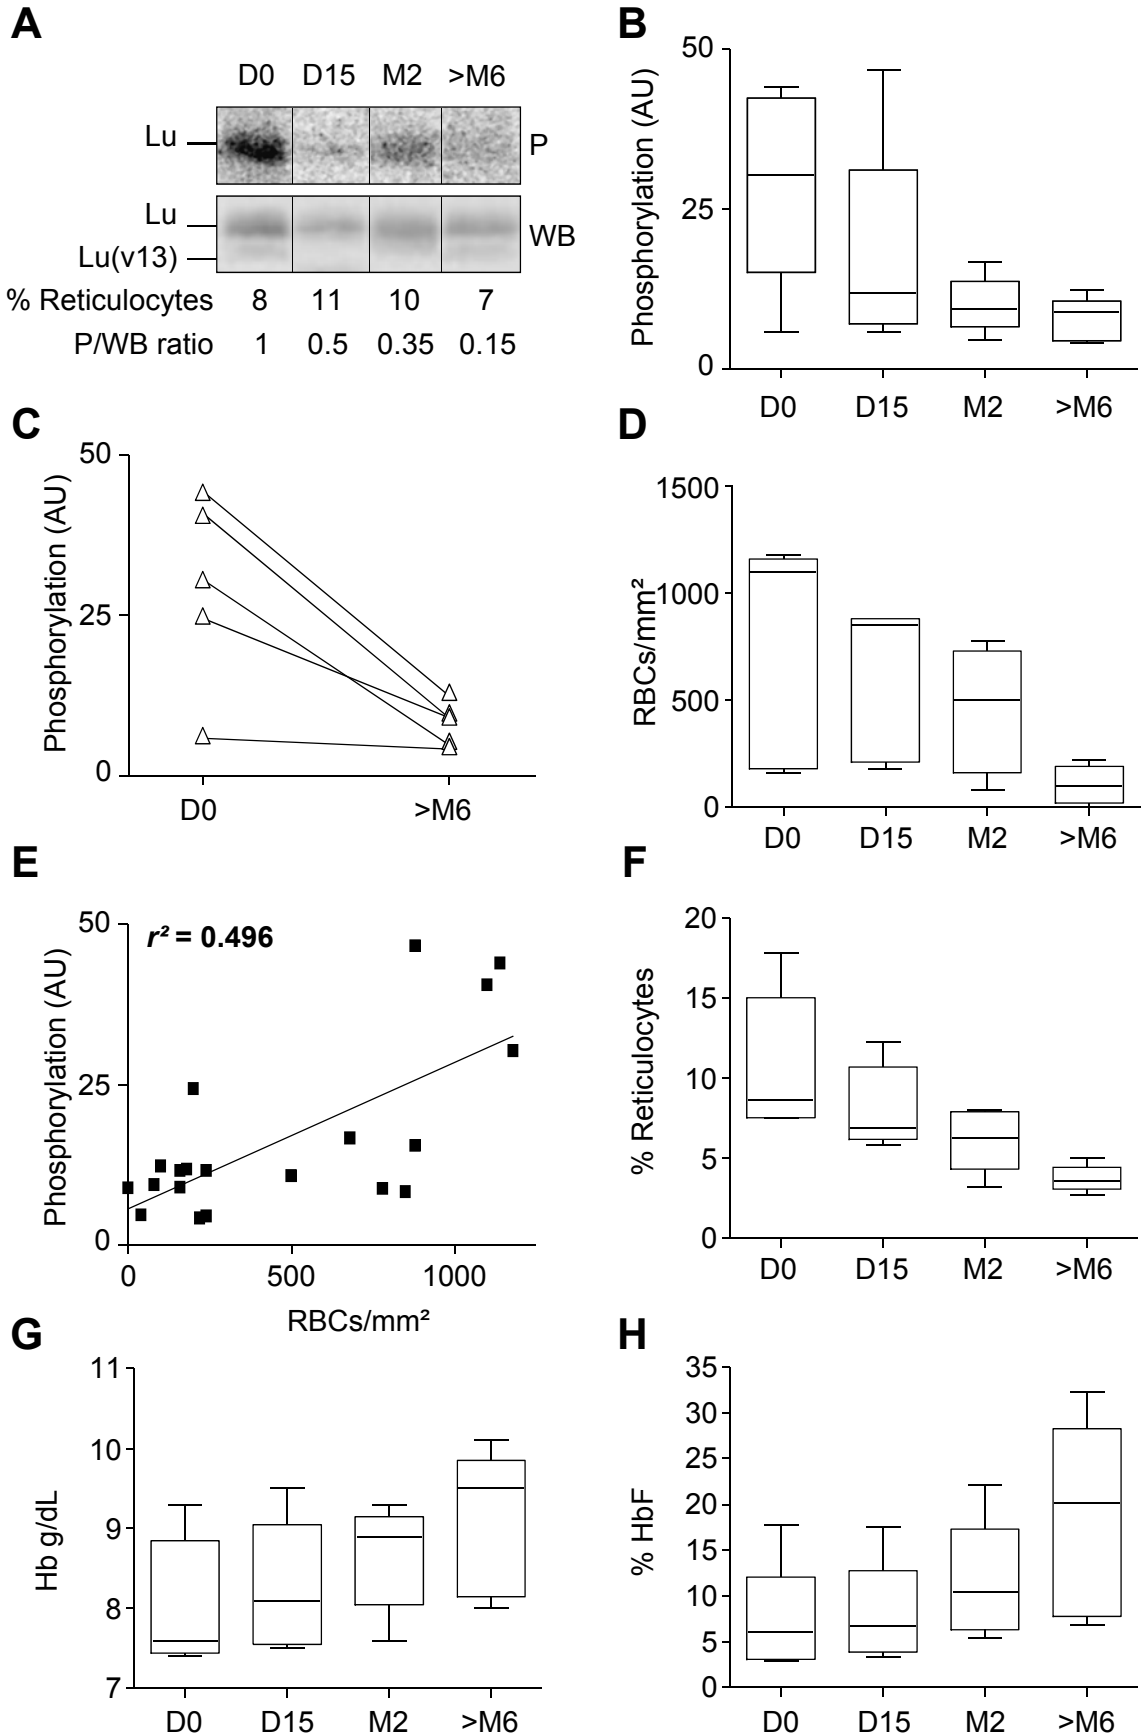 A
D0 D15 M2 >M6
Lu
P
Lu
WB
Lu(v13)
% Reticulocytes 8 11 10 7
P/WB ratio 1 0.5 0.35 0.15
B
Phosphorylation (AU)
50
25
0
D0 D15 M2 >M6
C
Phosphorylation (AU)
50
25
0
D0 >M6
D
RBCs/mm²
1500
1000
500
0
D0 D15 M2 >M6
E
r² = 0.496
Phosphorylation (AU)
50
25
0
0 500 1000
RBCs/mm²
F
% Reticulocytes
20
15
10
5
0
D0 D15 M2 >M6
G
Hb g/dL
11
10
9
8
7
D0 D15 M2 >M6
H
% HbF
35
30
25
20
15
10
5
0
D0 D15 M2 >M6